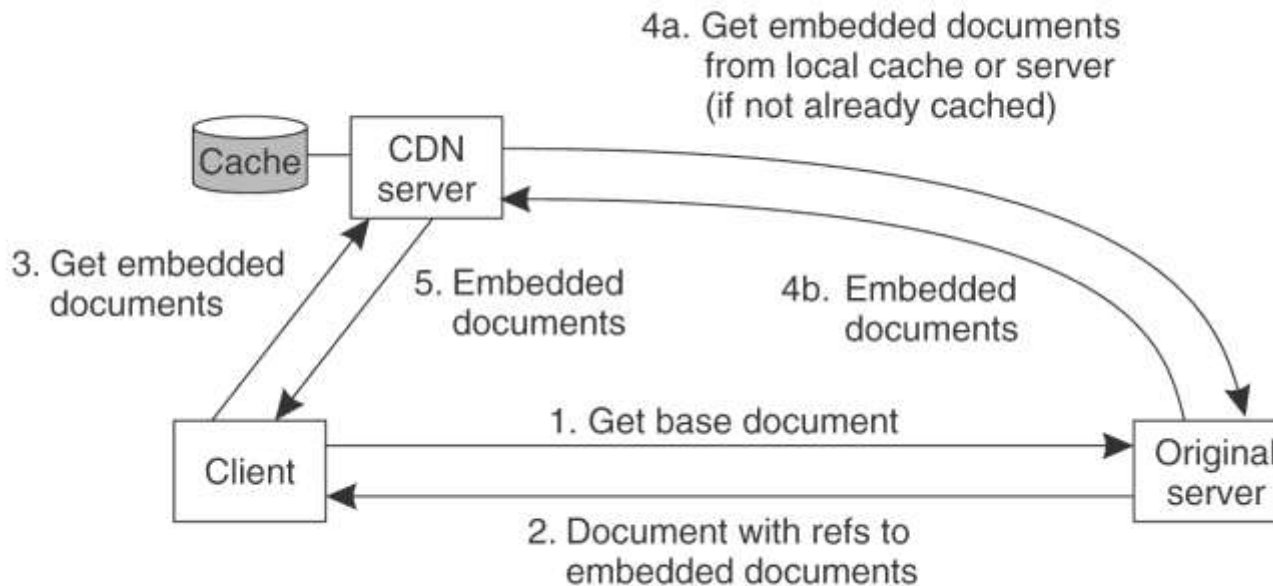 4a. Get embedded documents
from local cache or server
(if not already cached)
Cache
CDN
server
3. Get embedded
documents
5. Embedded
documents
4b. Embedded
documents
1. Get base document
Client
Original
server
2. Document with refs to
embedded documents